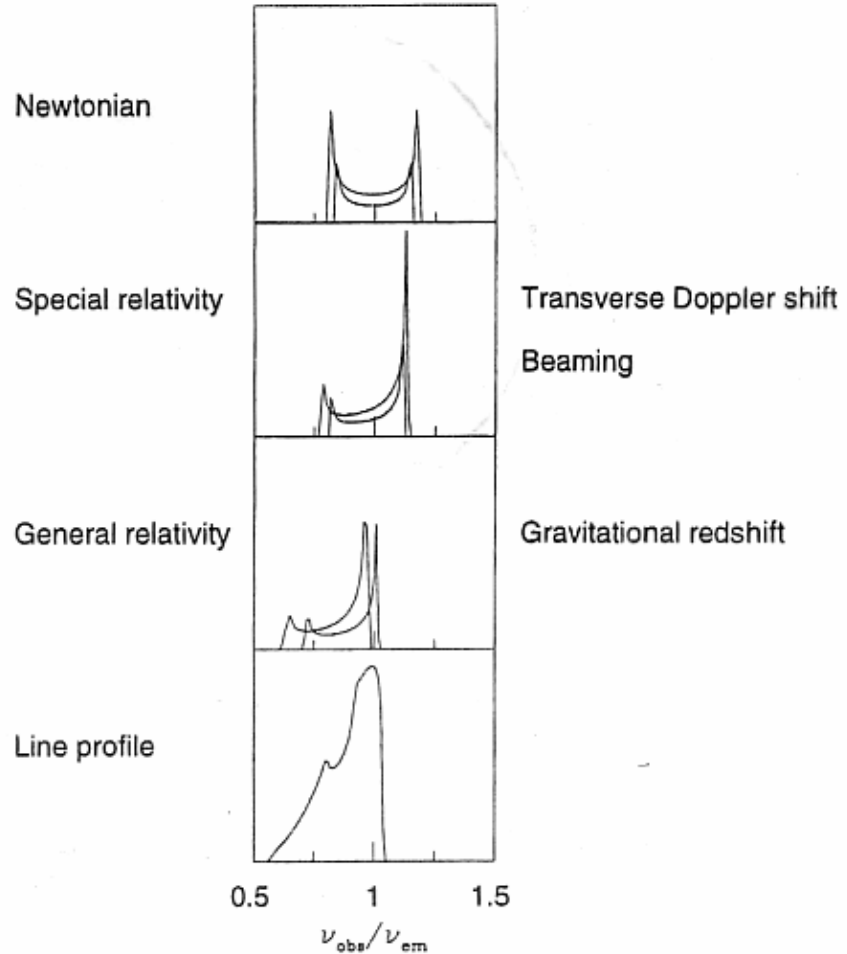 Newtonian
Special relativity
Transverse Doppler shift
Beaming
General relativity
Gravitational redshift
Line profile
0.5 1 1.5
ν_obs/ν_em